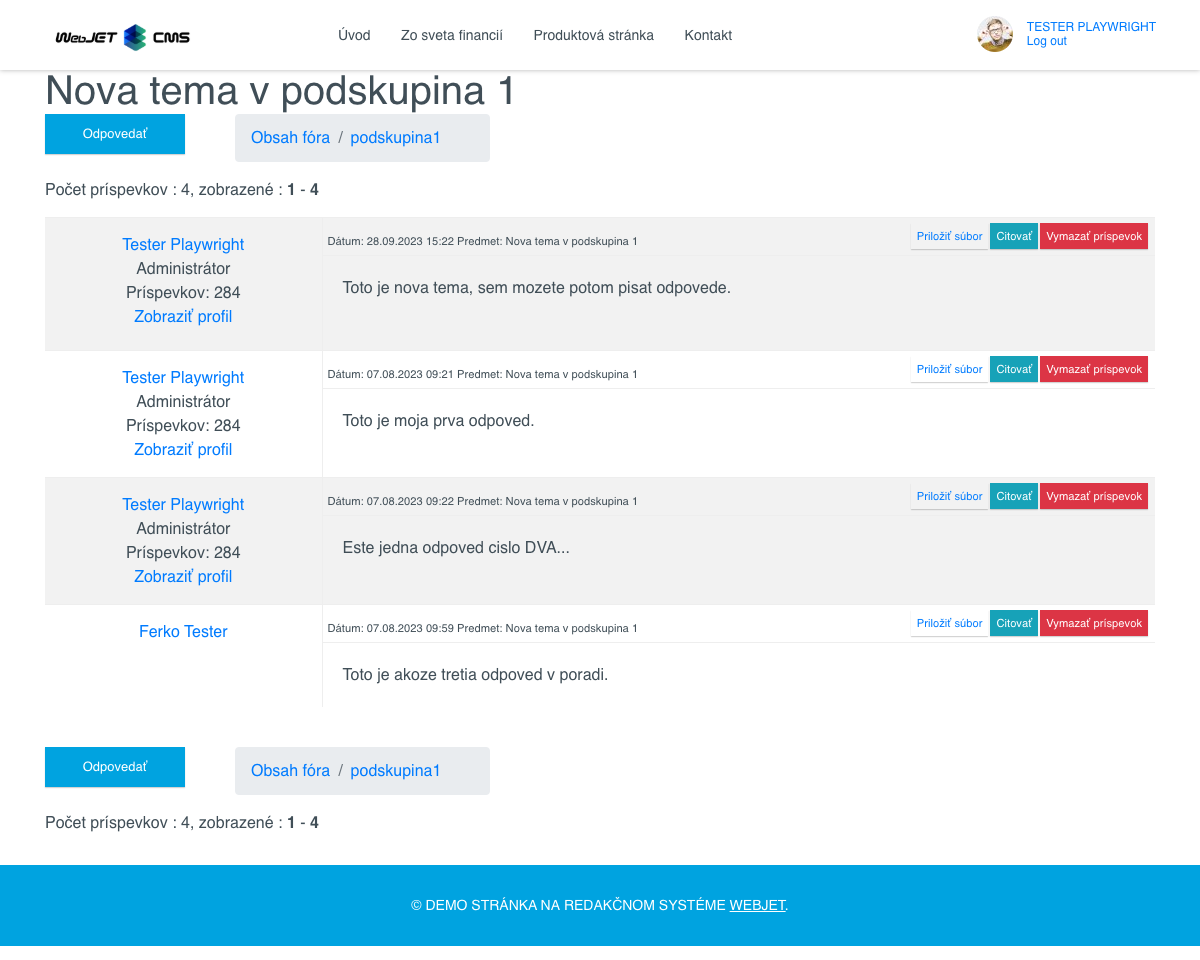 WebJET CMS
Úvod Zo sveta financií Produktová stránka Kontakt
TESTER PLAYWRIGHT
Log out
Nova tema v podskupina 1
Odpovedať
Obsah fóra / podskupina1
Počet príspevkov : 4, zobrazené : 1 - 4
Tester Playwright
Administrátor
Príspevkov: 284
Zobraziť profil
Dátum: 28.09.2023 15:22 Predmet: Nova tema v podskupina 1
Priložiť súbor Citovať Vymazať príspevok
Toto je nova tema, sem mozete potom pisat odpovede.
Tester Playwright
Administrátor
Príspevkov: 284
Zobraziť profil
Dátum: 07.08.2023 09:21 Predmet: Nova tema v podskupina 1
Priložiť súbor Citovať Vymazať príspevok
Toto je moja prva odpoved.
Tester Playwright
Administrátor
Príspevkov: 284
Zobraziť profil
Dátum: 07.08.2023 09:22 Predmet: Nova tema v podskupina 1
Priložiť súbor Citovať Vymazať príspevok
Este jedna odpoved cislo DVA...
Ferko Tester
Dátum: 07.08.2023 09:59 Predmet: Nova tema v podskupina 1
Priložiť súbor Citovať Vymazať príspevok
Toto je akoze tretia odpoved v poradi.
Odpovedať
Obsah fóra / podskupina1
Počet príspevkov : 4, zobrazené : 1 - 4
© DEMO STRÁNKA NA REDAKČNOM SYSTÉME WEBJET.